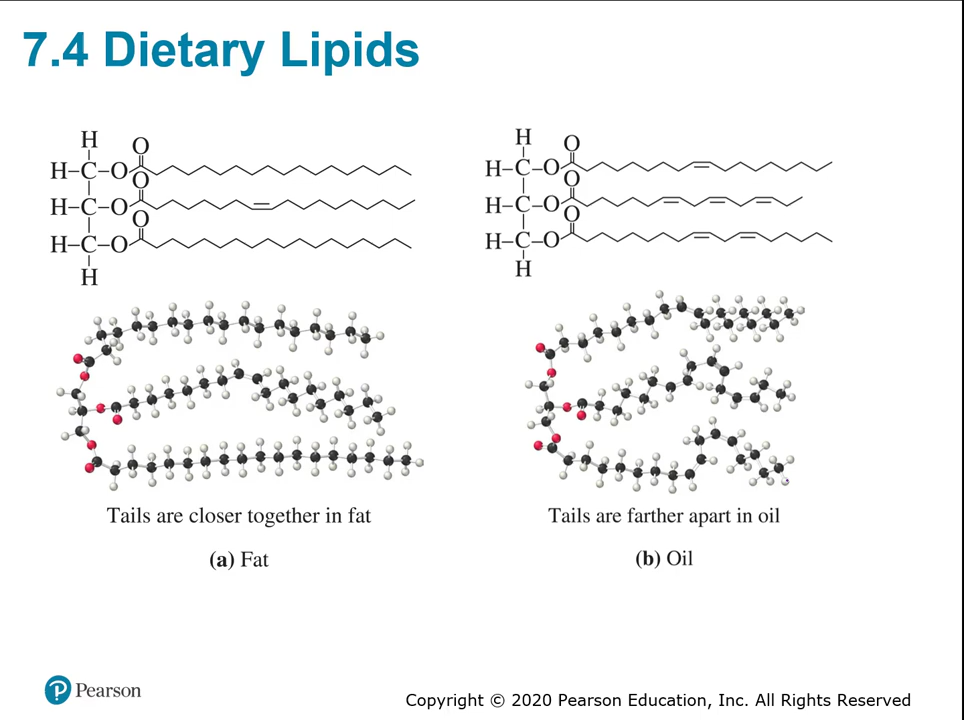 7.4 Dietary Lipids
H
O
H–C–O
O
H–C–O
O
H–C–O
H
H
O
H–C–O
O
H–C–O
O
H–C–O
H
Tails are closer together in fat
(a) Fat
Tails are farther apart in oil
(b) Oil
P Pearson
Copyright © 2020 Pearson Education, Inc. All Rights Reserved